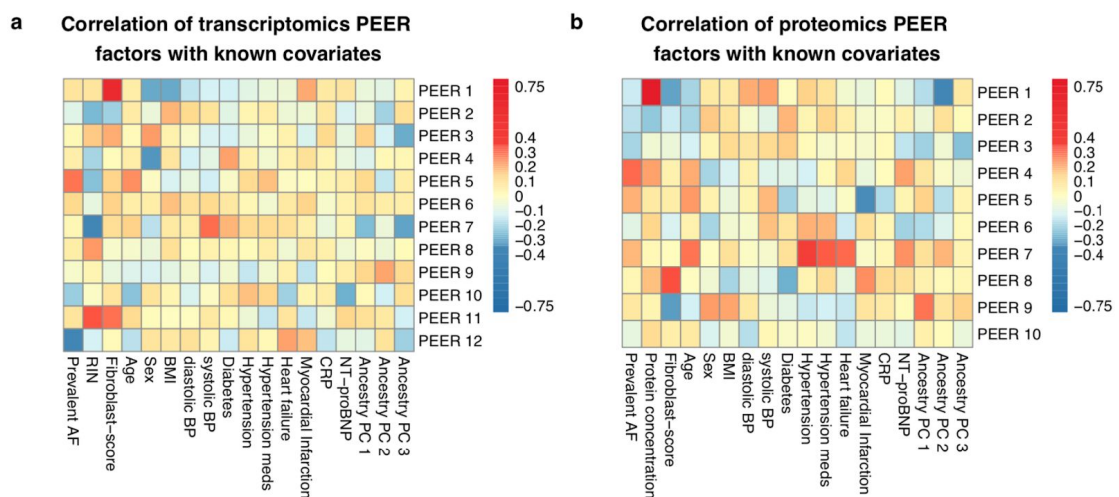 a
Correlation of transcriptomics PEER
factors with known covariates
PEER 1
PEER 2
PEER 3
PEER 4
PEER 5
PEER 6
PEER 7
PEER 8
PEER 9
PEER 10
PEER 11
PEER 12
0.75
0.4
0.3
0.2
0.1
0
−0.1
−0.2
−0.3
−0.4
−0.75
Prevalent AF
RIN
Fibroblast−score
Age
Sex
BMI
diastolic BP
systolic BP
Diabetes
Hypertension
Hypertension meds
Heart failure
Myocardial Infarction
CRP
NT−proBNP
Ancestry PC 1
Ancestry PC 2
Ancestry PC 3
b
Correlation of proteomics PEER
factors with known covariates
PEER 1
PEER 2
PEER 3
PEER 4
PEER 5
PEER 6
PEER 7
PEER 8
PEER 9
PEER 10
0.75
0.4
0.3
0.2
0.1
0
−0.1
−0.2
−0.3
−0.4
−0.75
Prevalent AF
Protein concentration
Fibroblast−score
Age
Sex
BMI
diastolic BP
systolic BP
Diabetes
Hypertension
Hypertension meds
Heart failure
Myocardial Infarction
CRP
NT−proBNP
Ancestry PC 1
Ancestry PC 2
Ancestry PC 3